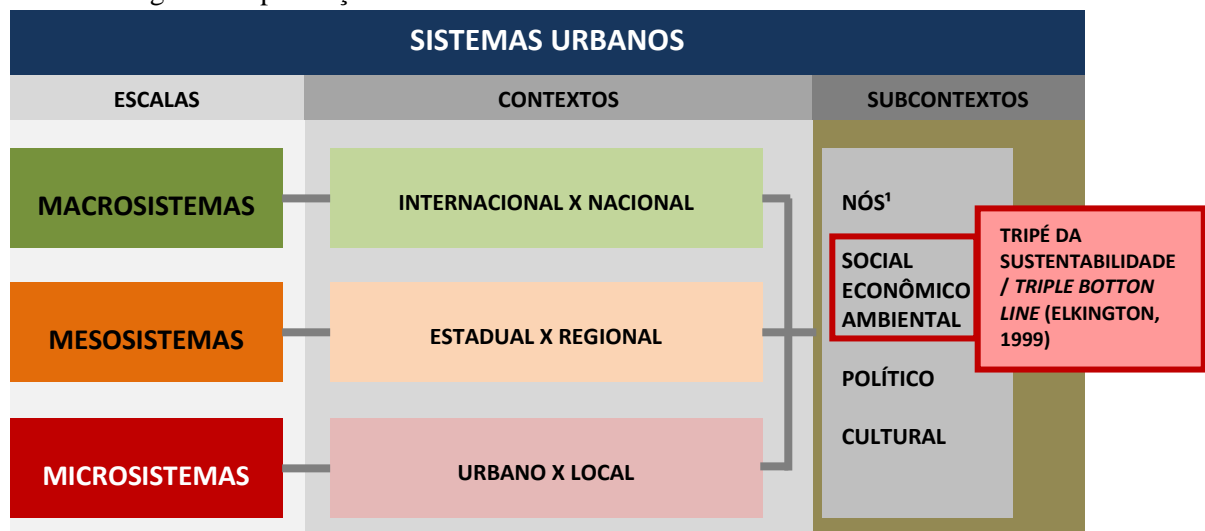 SISTEMAS URBANOS
ESCALAS
CONTEXTOS
SUBCONTEXTOS
MACROSISTEMAS
INTERNACIONAL X NACIONAL
MESOSISTEMAS
ESTADUAL X REGIONAL
MICROSISTEMAS
URBANO X LOCAL
NÓS¹
SOCIAL
ECONÔMICO
AMBIENTAL
POLÍTICO
CULTURAL
TRIPÉ DA
SUSTENTABILIDADE
/ TRIPLE BOTTON
LINE (ELKINGTON,
1999)